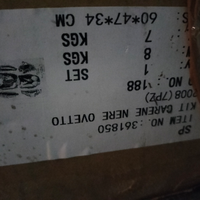 SP
ITEM NO.: 361850
KIT CARENE NERE OVETTO
2008 (7PZ)
NO.: 188
1 SET
8 KGS
7 KGS
60*47*34 CM